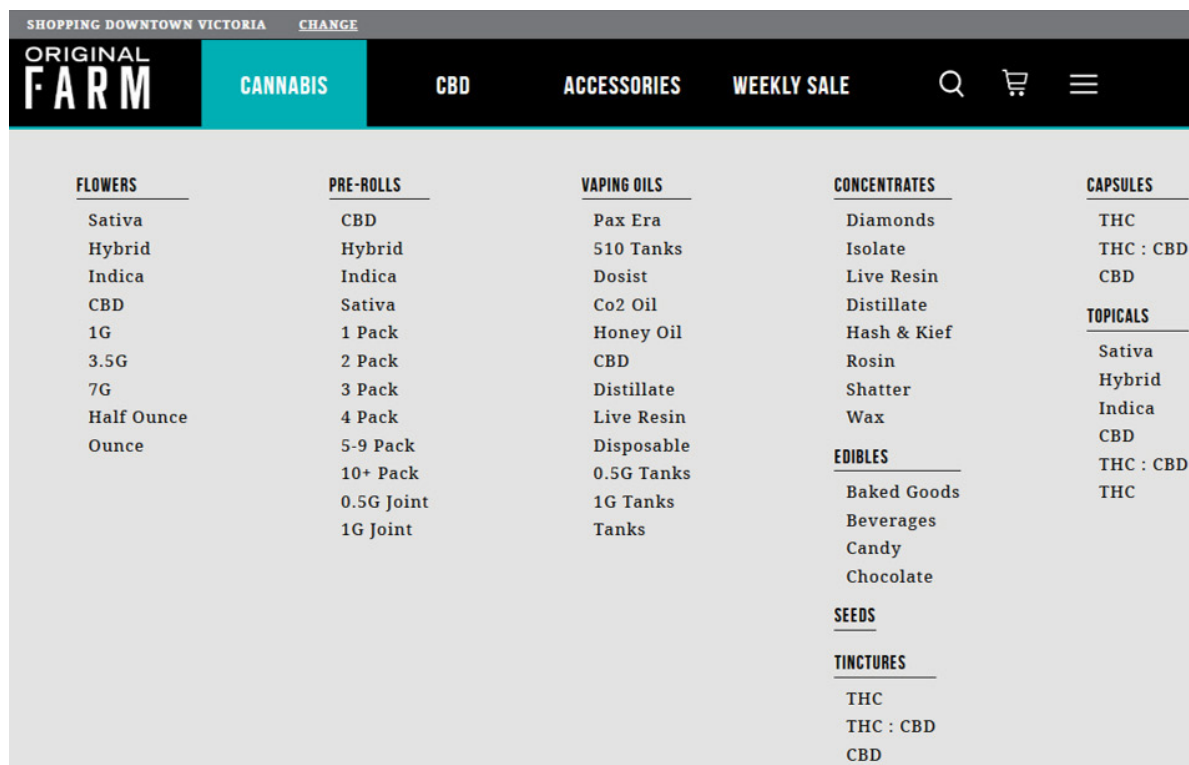 SHOPPING DOWNTOWN VICTORIA CHANGE
ORIGINAL
FARM
CANNABIS CBD ACCESSORIES WEEKLY SALE
FLOWERS
Sativa
Hybrid
Indica
CBD
1G
3.5G
7G
Half Ounce
Ounce
PRE-ROLLS
CBD
Hybrid
Indica
Sativa
1 Pack
2 Pack
3 Pack
4 Pack
5-9 Pack
10+ Pack
0.5G Joint
1G Joint
VAPING OILS
Pax Era
510 Tanks
Dosist
Co2 Oil
Honey Oil
CBD
Distillate
Live Resin
Disposable
0.5G Tanks
1G Tanks
Tanks
CONCENTRATES
Diamonds
Isolate
Live Resin
Distillate
Hash & Kief
Rosin
Shatter
Wax
EDIBLES
Baked Goods
Beverages
Candy
Chocolate
SEEDS
TINCTURES
THC
THC : CBD
CBD
CAPSULES
THC
THC : CBD
CBD
TOPICALS
Sativa
Hybrid
Indica
CBD
THC : CBD
THC